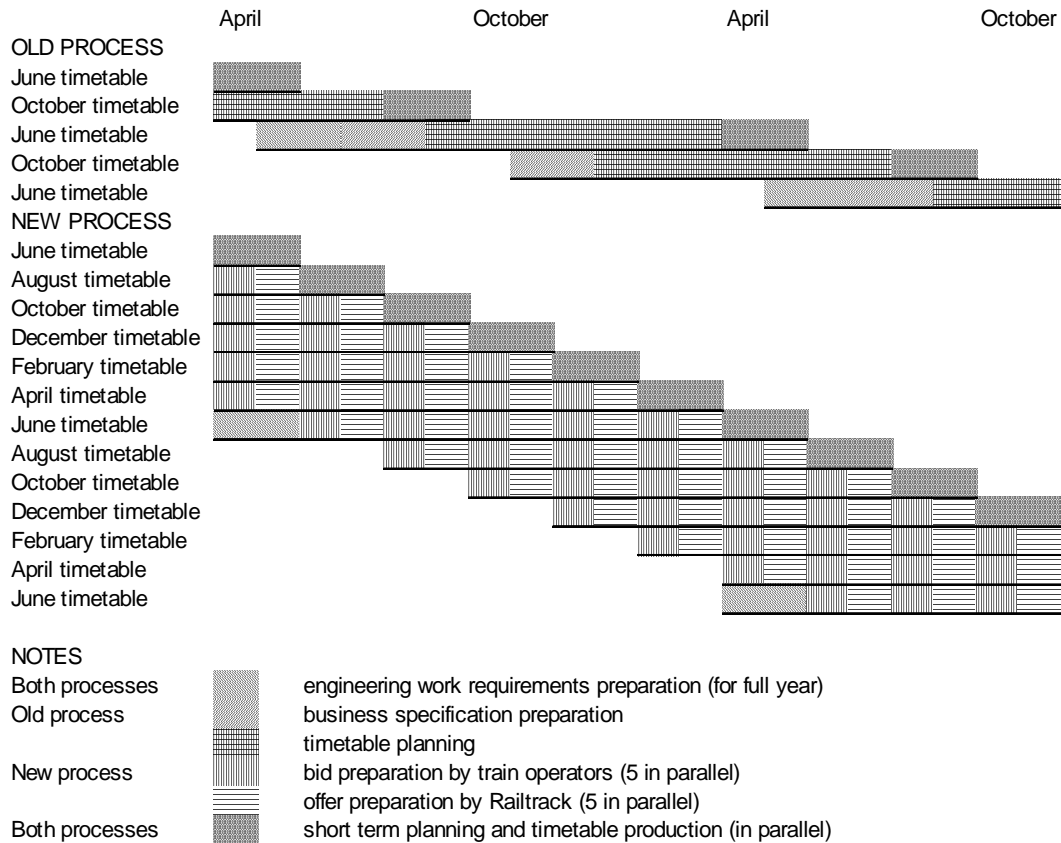 April October April October
OLD PROCESS
June timetable
October timetable
June timetable
October timetable
June timetable
NEW PROCESS
June timetable
August timetable
October timetable
December timetable
February timetable
April timetable
June timetable
August timetable
October timetable
December timetable
February timetable
April timetable
June timetable
NOTES
Both processes engineering work requirements preparation (for full year)
Old process business specification preparation
timetable planning
New process bid preparation by train operators (5 in parallel)
offer preparation by Railtrack (5 in parallel)
Both processes short term planning and timetable production (in parallel)